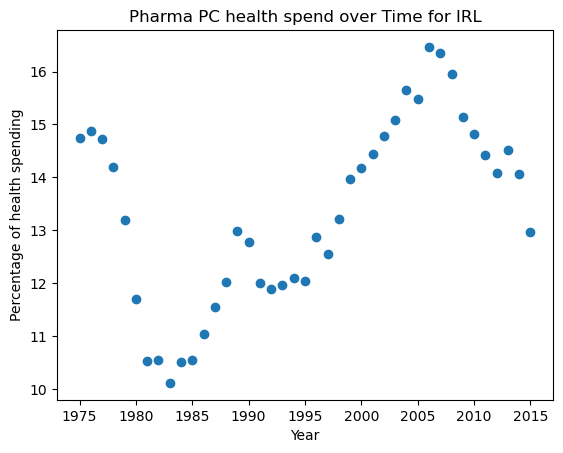 Pharma PC health spend over Time for IRL
Percentage of health spending
16
15
14
13
12
11
10
1975 1980 1985 1990 1995 2000 2005 2010 2015
Year